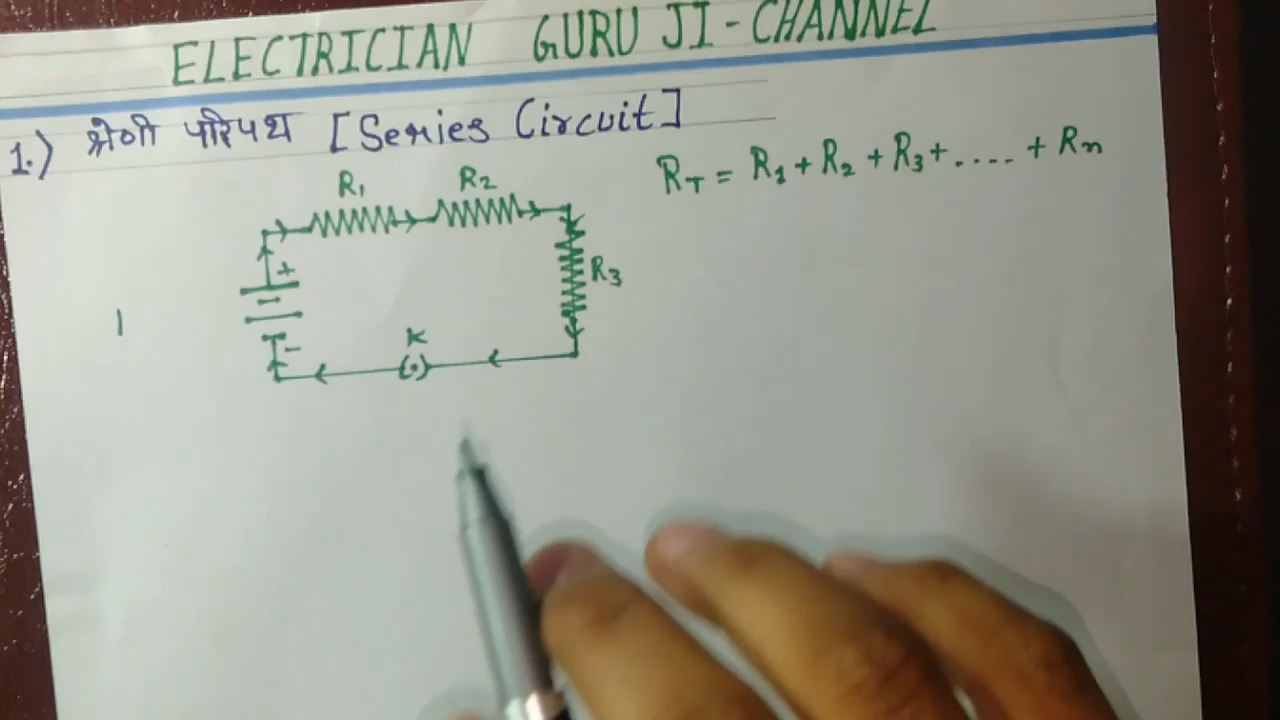 ELECTRICIAN GURU JI - CHANNEL
1.) श्रेणी परिपथ [Series Circuit]
R₁ R₂
R_T = R₁ + R₂ + R₃ + ..... + Rₙ
+
R₃
K
-